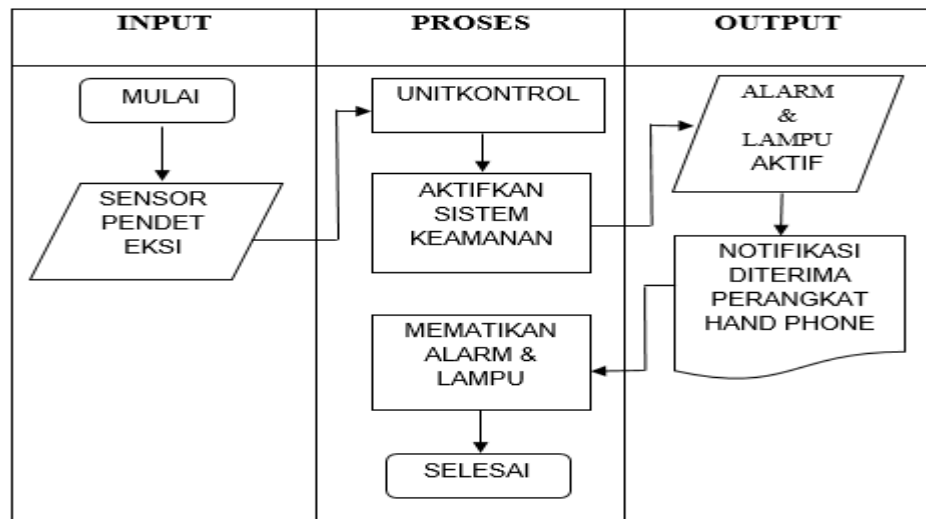 INPUT
PROSES
OUTPUT
MULAI
SENSOR
PENDET
EKSI
UNITKONTROL
AKTIFKAN
SISTEM
KEAMANAN
ALARM
&
LAMPU
AKTIF
NOTIFIKASI
DITERIMA
PERANGKAT
HAND PHONE
MEMATIKAN
ALARM &
LAMPU
SELESAI